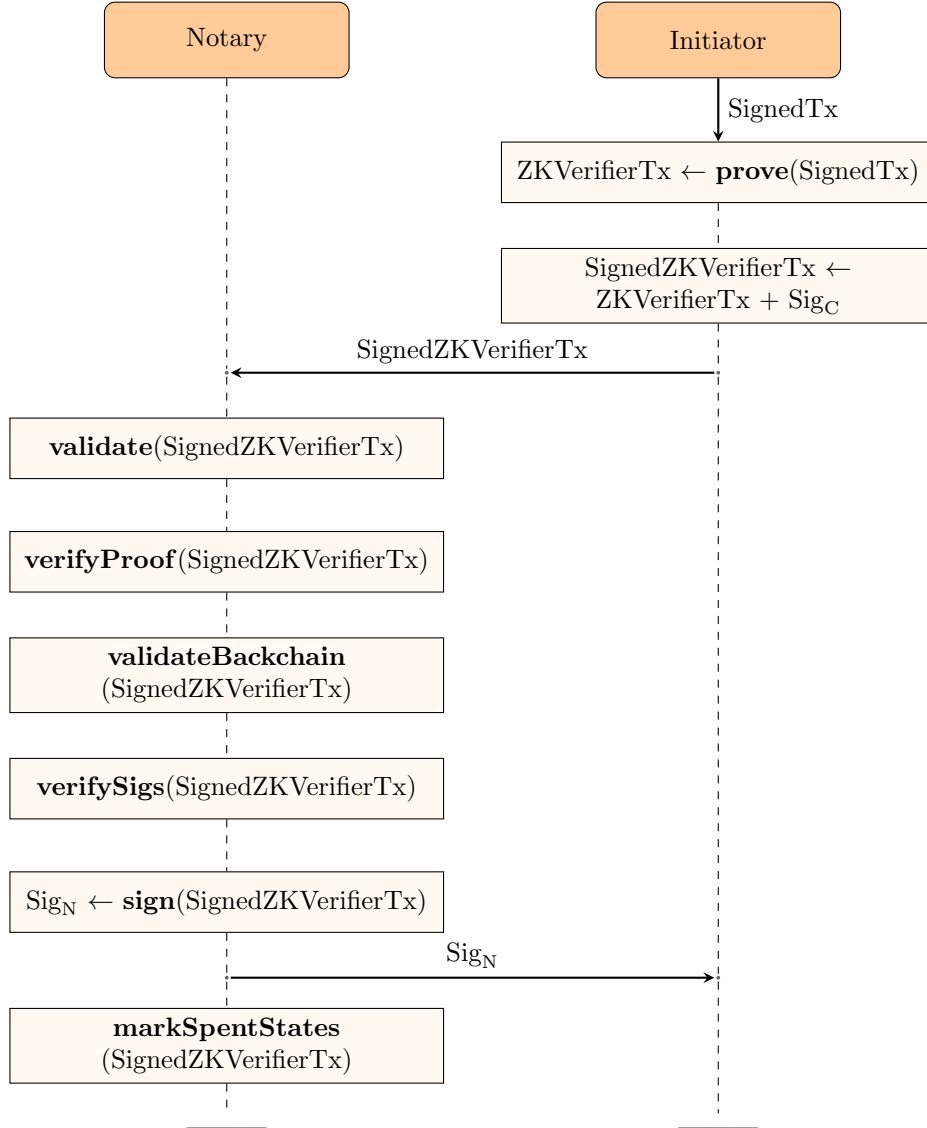 Notary
Initiator
SignedTx
ZKVerifierTx ← prove(SignedTx)
SignedZKVerifierTx ←
ZKVerifierTx + Sig_C
SignedZKVerifierTx
validate(SignedZKVerifierTx)
verifyProof(SignedZKVerifierTx)
validateBackchain
(SignedZKVerifierTx)
verifySigs(SignedZKVerifierTx)
Sig_N ← sign(SignedZKVerifierTx)
Sig_N
markSpentStates
(SignedZKVerifierTx)